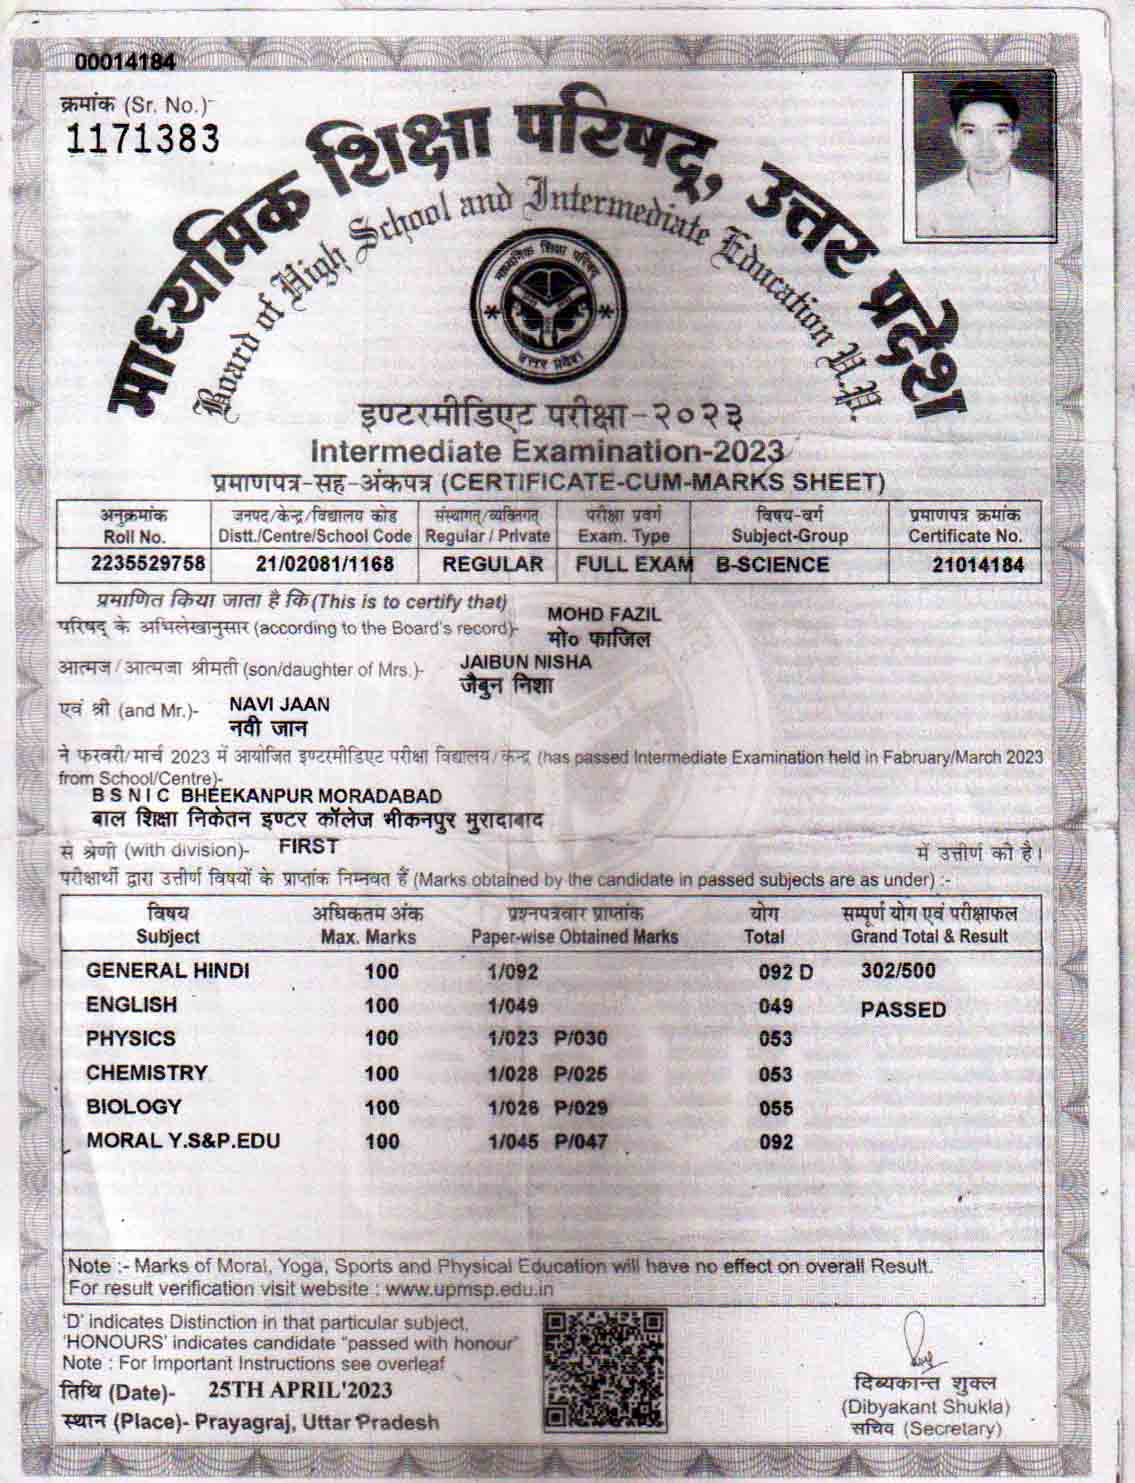 00014184
क्रमांक (Sr. No.)-
1171383
माध्यमिक शिक्षा परिषद्, उत्तर प्रदेश
Board of High School and Intermediate Education U.P.
माध्यमिक शिक्षा परिषद
उत्तर प्रदेश
इण्टरमीडिएट परीक्षा-२०२३
Intermediate Examination-2023
प्रमाणपत्र-सह-अंकपत्र (CERTIFICATE-CUM-MARKS SHEET)
अनुक्रमांक जनपद/केन्द्र/विद्यालय कोड संस्थागत/व्यक्तिगत परीक्षा प्रवर्ग विषय-वर्ग प्रमाणपत्र क्रमांक
Roll No. Distt./Centre/School Code Regular / Private Exam. Type Subject-Group Certificate No.
2235529758 21/02081/1168 REGULAR FULL EXAM B-SCIENCE 21014184
प्रमाणित किया जाता है कि (This is to certify that)
MOHD FAZIL
परिषद् के अभिलेखानुसार (according to the Board's record)-
मो० फाजिल
JAIBUN NISHA
आत्मज/आत्मजा श्रीमती (son/daughter of Mrs.)-
जैबुन निशा
NAVI JAAN
एवं श्री (and Mr.)-
नवी जान
ने फरवरी/मार्च 2023 में आयोजित इण्टरमीडिएट परीक्षा विद्यालय/केन्द्र (has passed Intermediate Examination held in Fabruary/March 2023
from School/Centre)-
B S N I C BHEEKANPUR MORADABAD
बाल शिक्षा निकेतन इण्टर कॉलेज भीकनपुर मुरादाबाद
से श्रेणी (with division)- FIRST में उत्तीर्ण की है।
परीक्षार्थी द्वारा उत्तीर्ण विषयों के प्राप्तांक निम्नवत हैं (Marks obtained by the candidate in passed subjects are as under) :-
विषय अधिकतम अंक प्रश्नपत्रवार प्राप्तांक योग सम्पूर्ण योग एवं परीक्षाफल
Subject Max. Marks Paper-wise Obtained Marks Total Grand Total & Result
GENERAL HINDI 100 1/092 092 D 302/500
ENGLISH 100 1/049 049 PASSED
PHYSICS 100 1/023 P/030 053
CHEMISTRY 100 1/028 P/025 053
BIOLOGY 100 1/026 P/029 055
MORAL Y.S&P.EDU 100 1/045 P/047 092
Note :- Marks of Moral, Yoga, Sports and Physical Education will have no effect on overall Result.
For result verification visit website : www.upmsp.edu.in
'D' indicates Distinction in that particular subject,
'HONOURS' indicates candidate "passed with honour"
Note : For Important Instructions see overleaf
तिथि (Date)- 25TH APRIL'2023
स्थान (Place)- Prayagraj, Uttar Pradesh
दिब्यकान्त शुक्ल
(Dibyakant Shukla)
सचिव (Secretary)